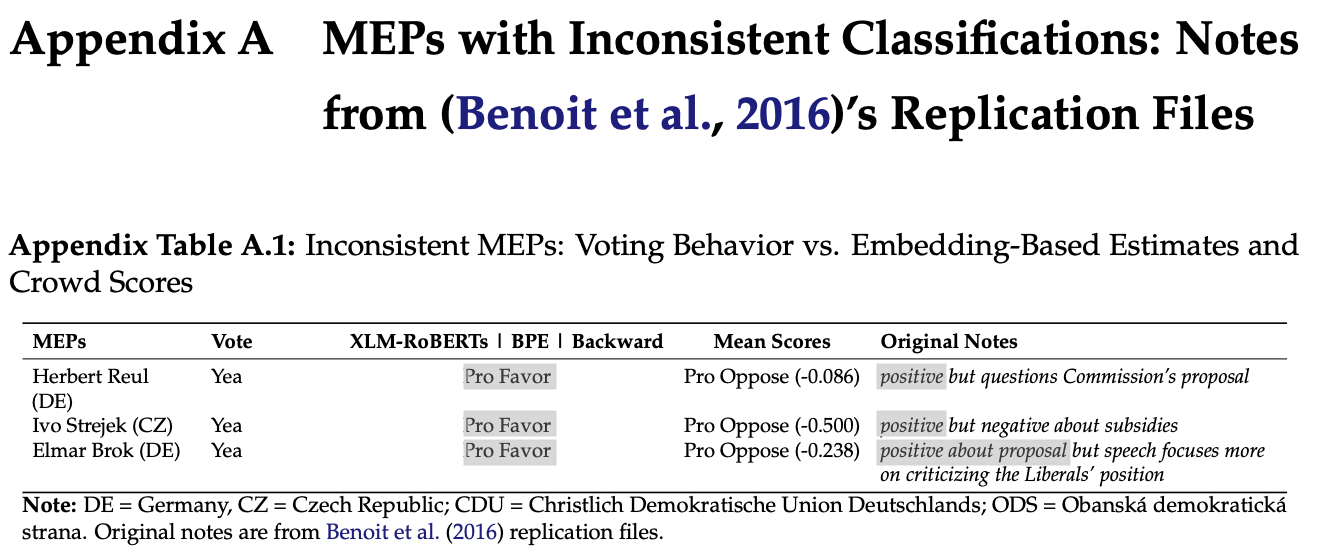 Appendix A MEPs with Inconsistent Classifications: Notes
from (Benoit et al., 2016)’s Replication Files
Appendix Table A.1: Inconsistent MEPs: Voting Behavior vs. Embedding-Based Estimates and
Crowd Scores
MEPs Vote XLM-RoBERTs | BPE | Backward Mean Scores Original Notes
Herbert Reul Yea Pro Favor Pro Oppose (-0.086) positive but questions Commission’s proposal
(DE)
Ivo Strejek (CZ) Yea Pro Favor Pro Oppose (-0.500) positive but negative about subsidies
Elmar Brok (DE) Yea Pro Favor Pro Oppose (-0.238) positive about proposal but speech focuses more
on criticizing the Liberals’ position
Note: DE = Germany, CZ = Czech Republic; CDU = Christlich Demokratische Union Deutschlands; ODS = Obanská demokratická
strana. Original notes are from Benoit et al. (2016) replication files.